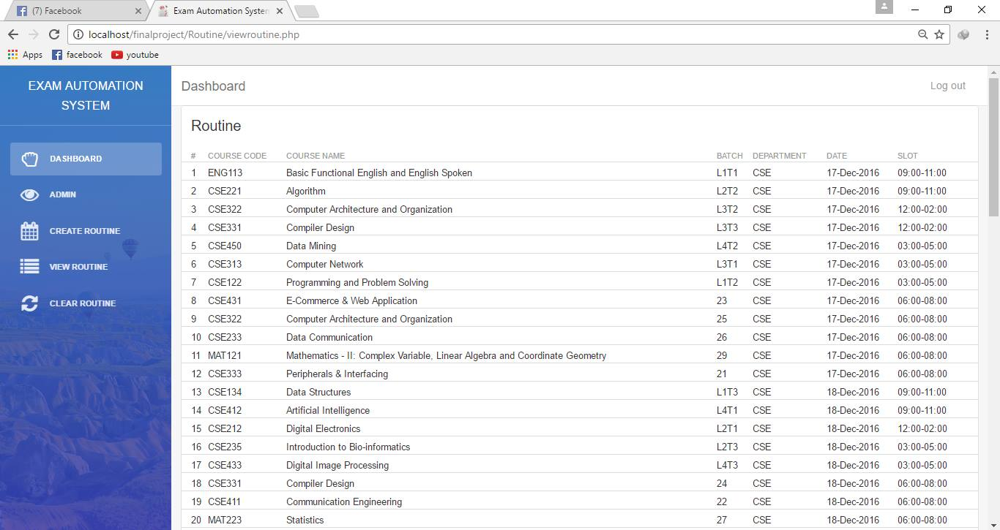 (7) Facebook
Exam Automation System
localhost/finalproject/Routine/viewroutine.php
Apps facebook youtube
EXAM AUTOMATION
SYSTEM
DASHBOARD
ADMIN
CREATE ROUTINE
VIEW ROUTINE
CLEAR ROUTINE
Dashboard Log out
Routine
# COURSE CODE COURSE NAME BATCH DEPARTMENT DATE SLOT
1 ENG113 Basic Functional English and English Spoken L1T1 CSE 17-Dec-2016 09:00-11:00
2 CSE221 Algorithm L2T2 CSE 17-Dec-2016 09:00-11:00
3 CSE322 Computer Architecture and Organization L3T2 CSE 17-Dec-2016 12:00-02:00
4 CSE331 Compiler Design L3T3 CSE 17-Dec-2016 12:00-02:00
5 CSE450 Data Mining L4T2 CSE 17-Dec-2016 03:00-05:00
6 CSE313 Computer Network L3T1 CSE 17-Dec-2016 03:00-05:00
7 CSE122 Programming and Problem Solving L1T2 CSE 17-Dec-2016 03:00-05:00
8 CSE431 E-Commerce & Web Application 23 CSE 17-Dec-2016 06:00-08:00
9 CSE322 Computer Architecture and Organization 25 CSE 17-Dec-2016 06:00-08:00
10 CSE233 Data Communication 26 CSE 17-Dec-2016 06:00-08:00
11 MAT121 Mathematics - II: Complex Variable, Linear Algebra and Coordinate Geometry 29 CSE 17-Dec-2016 06:00-08:00
12 CSE333 Peripherals & Interfacing 21 CSE 17-Dec-2016 06:00-08:00
13 CSE134 Data Structures L1T3 CSE 18-Dec-2016 09:00-11:00
14 CSE412 Artificial Intelligence L4T1 CSE 18-Dec-2016 09:00-11:00
15 CSE212 Digital Electronics L2T1 CSE 18-Dec-2016 12:00-02:00
16 CSE235 Introduction to Bio-informatics L2T3 CSE 18-Dec-2016 03:00-05:00
17 CSE433 Digital Image Processing L4T3 CSE 18-Dec-2016 03:00-05:00
18 CSE331 Compiler Design 24 CSE 18-Dec-2016 06:00-08:00
19 CSE411 Communication Engineering 22 CSE 18-Dec-2016 06:00-08:00
20 MAT223 Statistics 27 CSE 18-Dec-2016 06:00-08:00